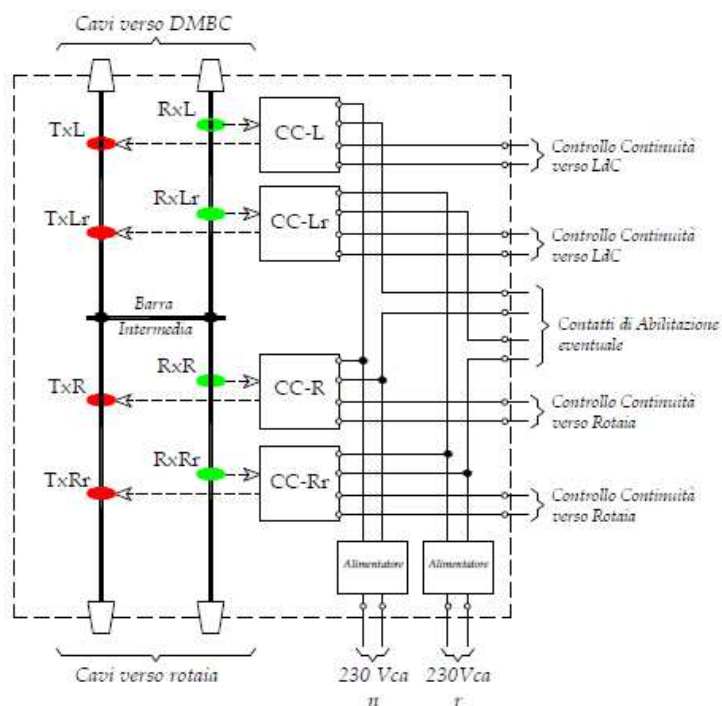 Cavi verso DMBC
RxL
TxL
CC-L
Controllo Continuità
verso LdC
RxLr
TxLr
CC-Lr
Controllo Continuità
verso LdC
Barra
Intermedia
Contatti di Abilitazione
eventuale
RxR
TxR
CC-R
Controllo Continuità
verso Rotaia
RxRr
TxRr
CC-Rr
Controllo Continuità
verso Rotaia
Alimentatore
Alimentatore
Cavi verso rotaia
230 Vca
n
230Vca
r